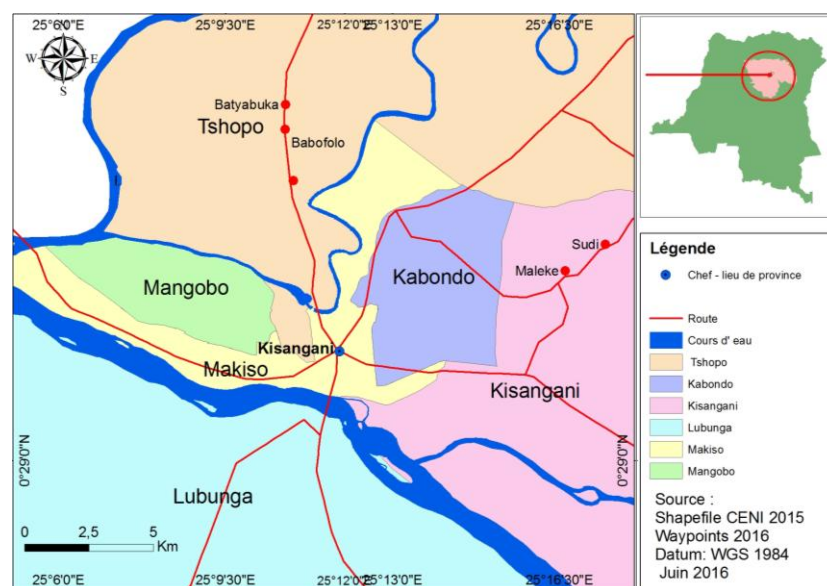 25°6'0"E 25°9'30"E 25°12'0"E 25°13'0"E 25°16'30"E
N
W E
S
Batyabuka
Tshopo
Babofolo
Sudi
Maleke
Mangobo
Kabondo
Kisangani
Makiso
Kisangani
Lubunga
0°29'0"N
0°29'0"N
0 2,5 5
Km
25°6'0"E 25°9'30"E 25°12'0"E 25°13'0"E 25°16'30"E
Légende
Chef - lieu de province
Route
Cours d' eau
Tshopo
Kabondo
Kisangani
Lubunga
Makiso
Mangobo
Source :
Shapefile CENI 2015
Waypoints 2016
Datum: WGS 1984
Juin 2016